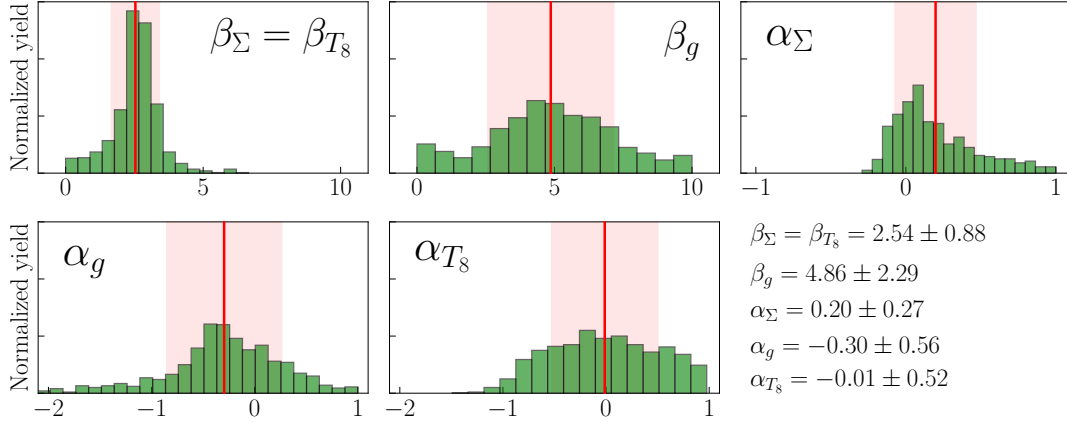 Normalized yield
β_Σ = β_{T_8}
0 5 10
β_g
0 5 10
α_Σ
−1 0 1
Normalized yield
α_g
−2 −1 0 1
α_{T_8}
−2 −1 0 1
β_Σ = β_{T_8} = 2.54 ± 0.88
β_g = 4.86 ± 2.29
α_Σ = 0.20 ± 0.27
α_g = −0.30 ± 0.56
α_{T_8} = −0.01 ± 0.52